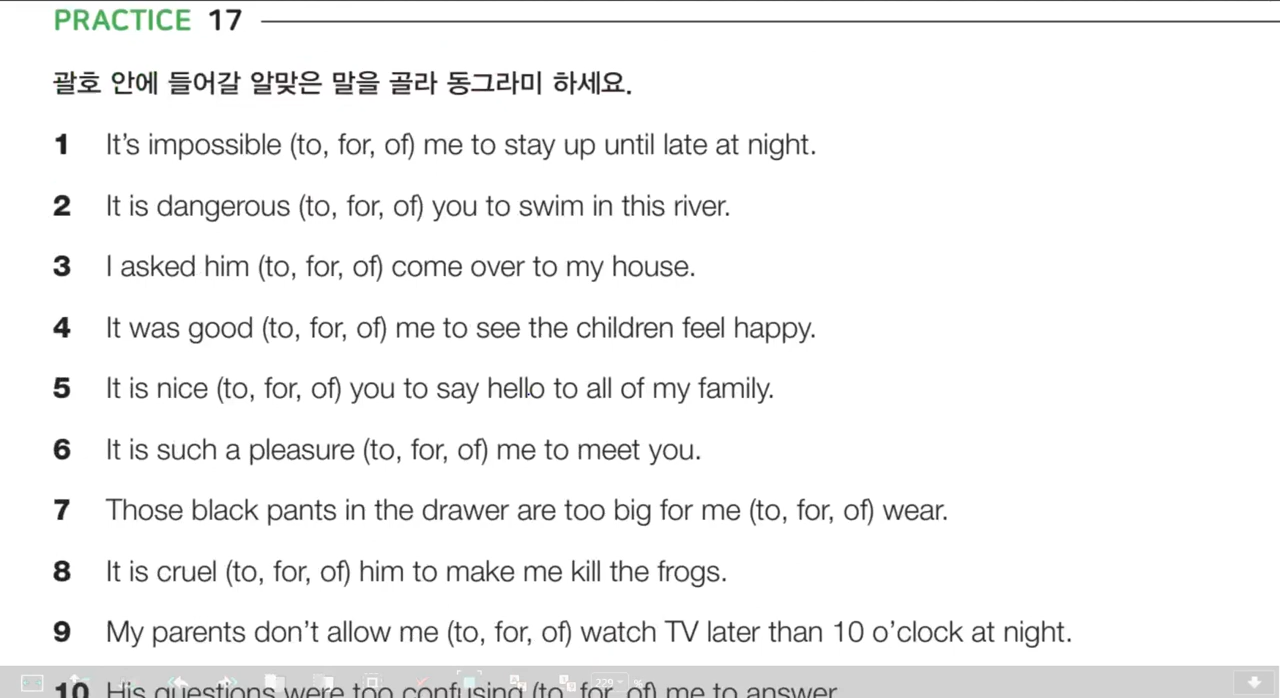 PRACTICE 17
괄호 안에 들어갈 알맞은 말을 골라 동그라미 하세요.
1 It's impossible (to, for, of) me to stay up until late at night.
2 It is dangerous (to, for, of) you to swim in this river.
3 I asked him (to, for, of) come over to my house.
4 It was good (to, for, of) me to see the children feel happy.
5 It is nice (to, for, of) you to say hello to all of my family.
6 It is such a pleasure (to, for, of) me to meet you.
7 Those black pants in the drawer are too big for me (to, for, of) wear.
8 It is cruel (to, for, of) him to make me kill the frogs.
9 My parents don't allow me (to, for, of) watch TV later than 10 o'clock at night.
10 His questions were too confusing (to, for, of) me to answer.
229 %